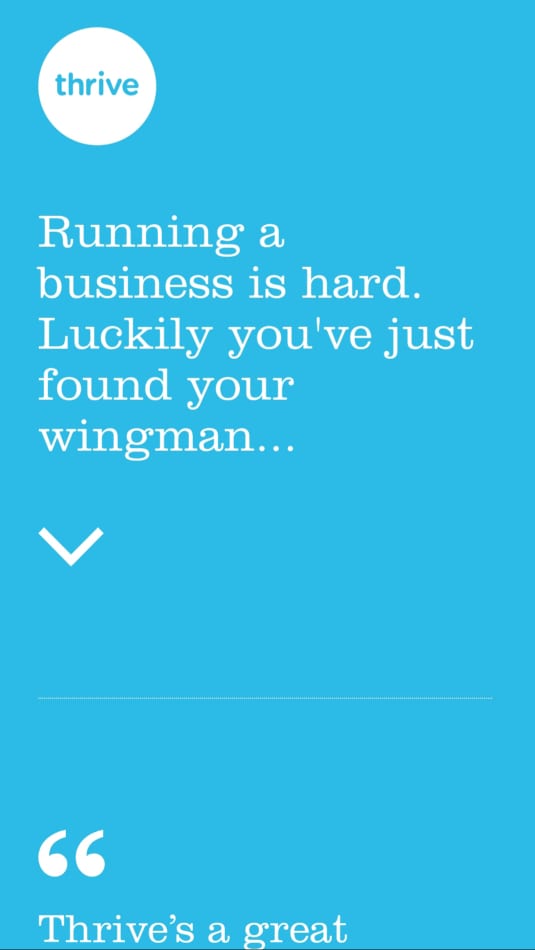 thrive
Running a
business is hard.
Luckily you've just
found your
wingman...
“
Thrive’s a great